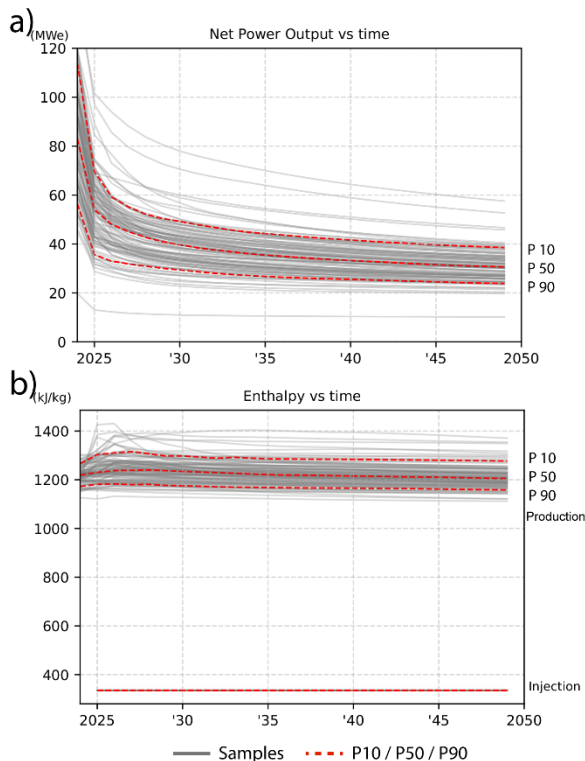 a)
(MWe)
Net Power Output vs time
120
100
80
60
40
20
0
P 10
P 50
P 90
2025 '30 '35 '40 '45 2050
b)
(kJ/kg)
Enthalpy vs time
1400
1200
1000
800
600
400
P 10
P 50
P 90
Production
Injection
2025 '30 '35 '40 '45 2050
Samples P10 / P50 / P90